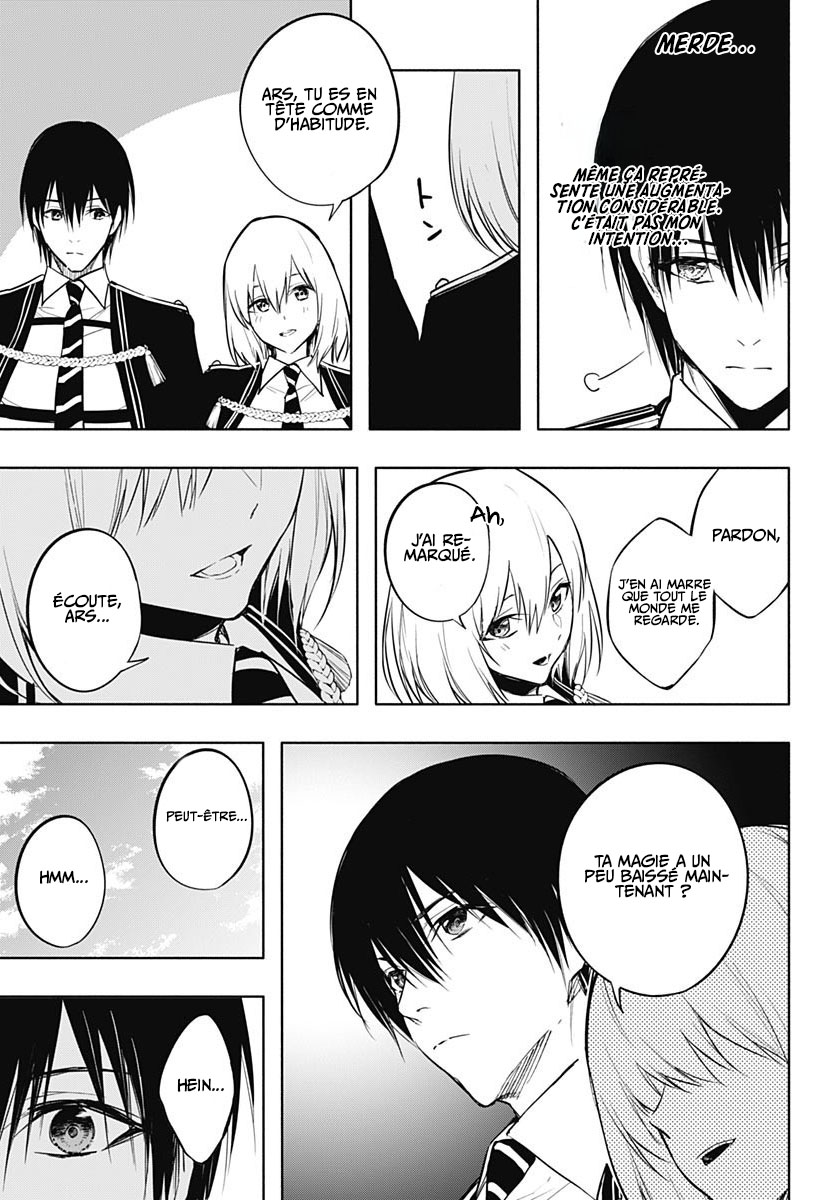 MERDE...
MÊME ÇA REPRÉ-
SENTE UNE AUGMENTA-
TION CONSIDÉRABLE.
C'ÉTAIT PAS MON
INTENTION...
トン
ARS, TU ES EN
TÊTE COMME
D'HABITUDE.
PARDON,
J'EN AI MARRE
QUE TOUT LE
MONDE ME
REGARDE.
Ah,
J'AI RE-
MARQUÉ.
ÉCOUTE,
ARS...
TA MAGIE A UN
PEU BAISSÉ MAIN-
TENANT ?
PEUT-ÊTRE...
HMM...
HEIN...